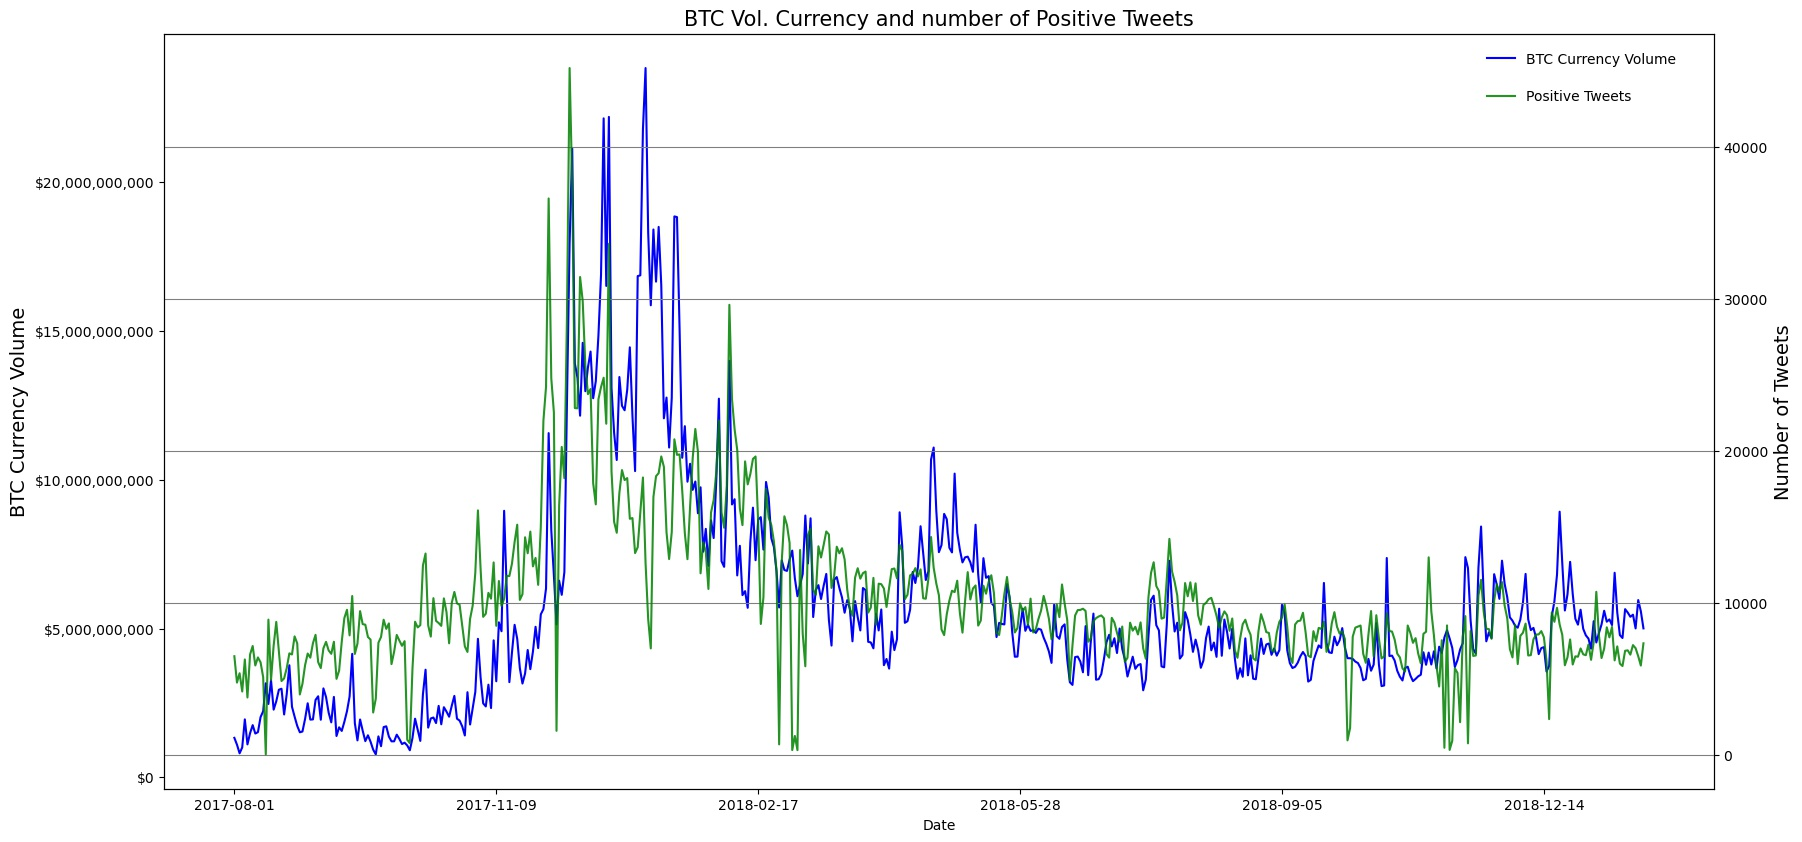 BTC Vol. Currency and number of Positive Tweets
BTC Currency Volume
Positive Tweets
BTC Currency Volume
$20,000,000,000
$15,000,000,000
$10,000,000,000
$5,000,000,000
$0
40000
30000
20000
10000
0
Number of Tweets
2017-08-01
2017-11-09
2018-02-17
2018-05-28
2018-09-05
2018-12-14
Date